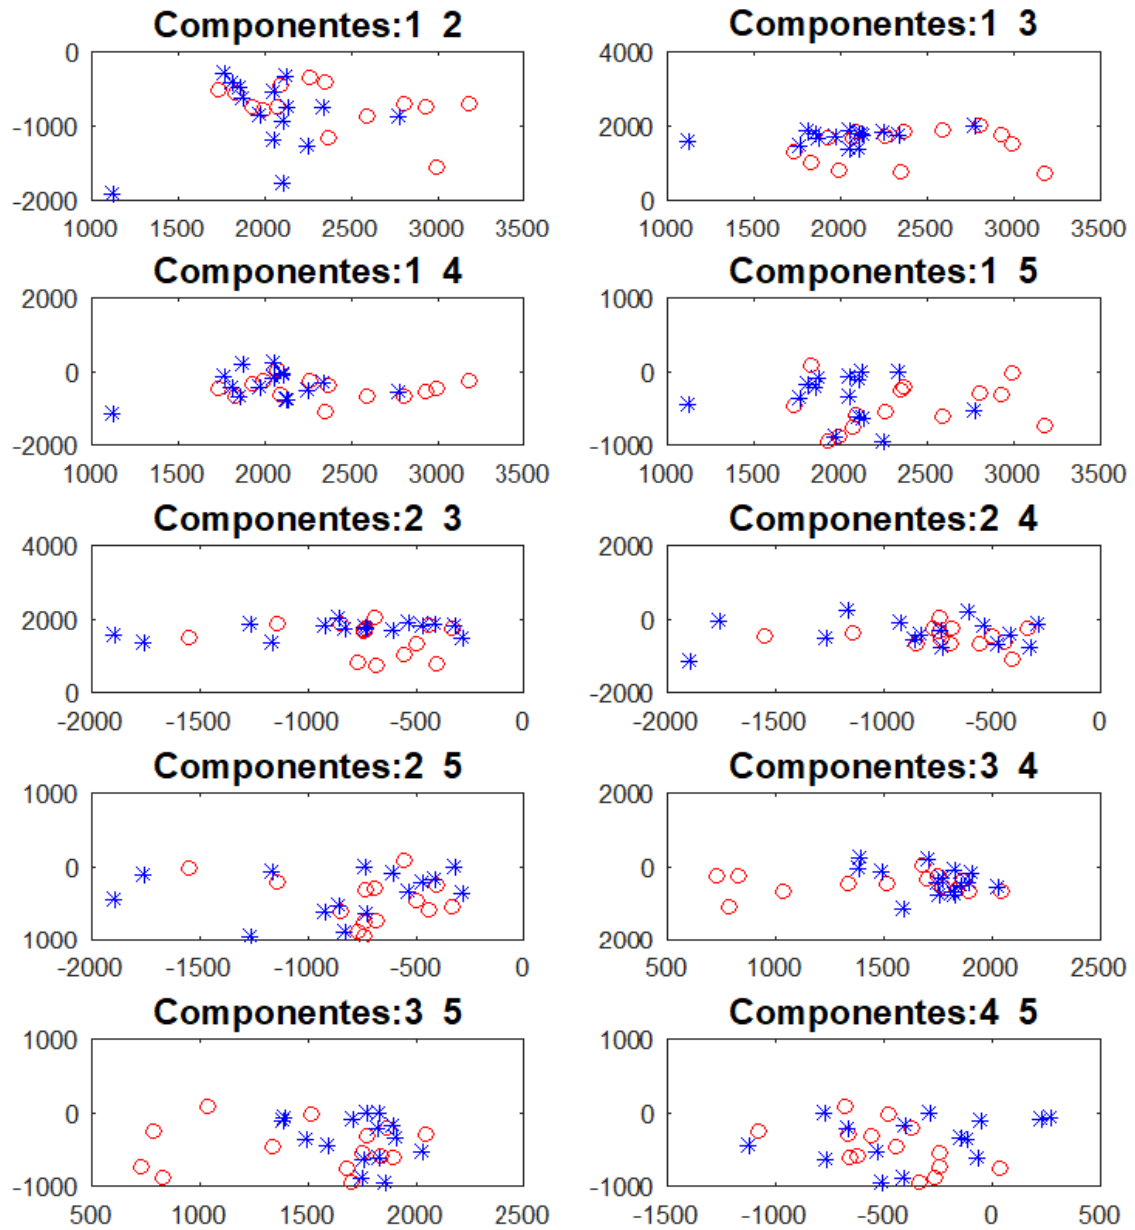 Componentes:1 2
0
-1000
-2000
1000 1500 2000 2500 3000 3500
Componentes:1 3
4000
2000
0
1000 1500 2000 2500 3000 3500
Componentes:1 4
2000
0
-2000
1000 1500 2000 2500 3000 3500
Componentes:1 5
1000
0
-1000
1000 1500 2000 2500 3000 3500
Componentes:2 3
4000
2000
0
-2000 -1500 -1000 -500 0
Componentes:2 4
2000
0
-2000
-2000 -1500 -1000 -500 0
Componentes:2 5
1000
0
1000
-2000 -1500 -1000 -500 0
Componentes:3 4
2000
0
2000
500 1000 1500 2000 2500
Componentes:3 5
1000
0
-1000
500 1000 1500 2000 2500
Componentes:4 5
1000
0
-1000
-1500 -1000 -500 0 500